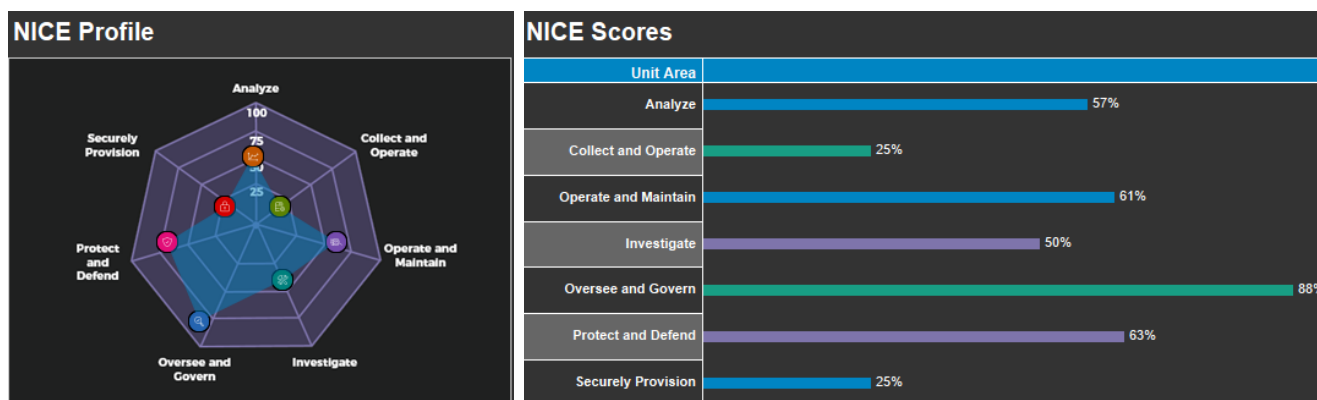 NICE Profile
Analyze
100
75
50
25
Securely
Provision
Collect and
Operate
Protect
and
Defend
Operate and
Maintain
Oversee and
Govern
Investigate
NICE Scores
Unit Area
Analyze 57%
Collect and Operate 25%
Operate and Maintain 61%
Investigate 50%
Oversee and Govern 88%
Protect and Defend 63%
Securely Provision 25%